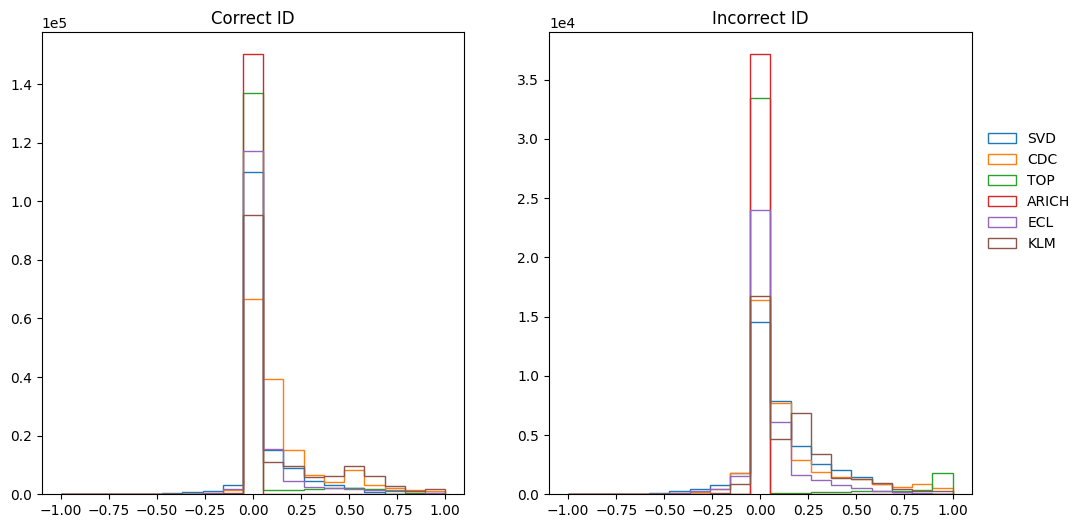 Correct ID
1e5
1.4
1.2
1.0
0.8
0.6
0.4
0.2
0.0
−1.00 −0.75 −0.50 −0.25 0.00 0.25 0.50 0.75 1.00
Incorrect ID
1e4
3.5
3.0
2.5
2.0
1.5
1.0
0.5
0.0
−1.00 −0.75 −0.50 −0.25 0.00 0.25 0.50 0.75 1.00
SVD
CDC
TOP
ARICH
ECL
KLM